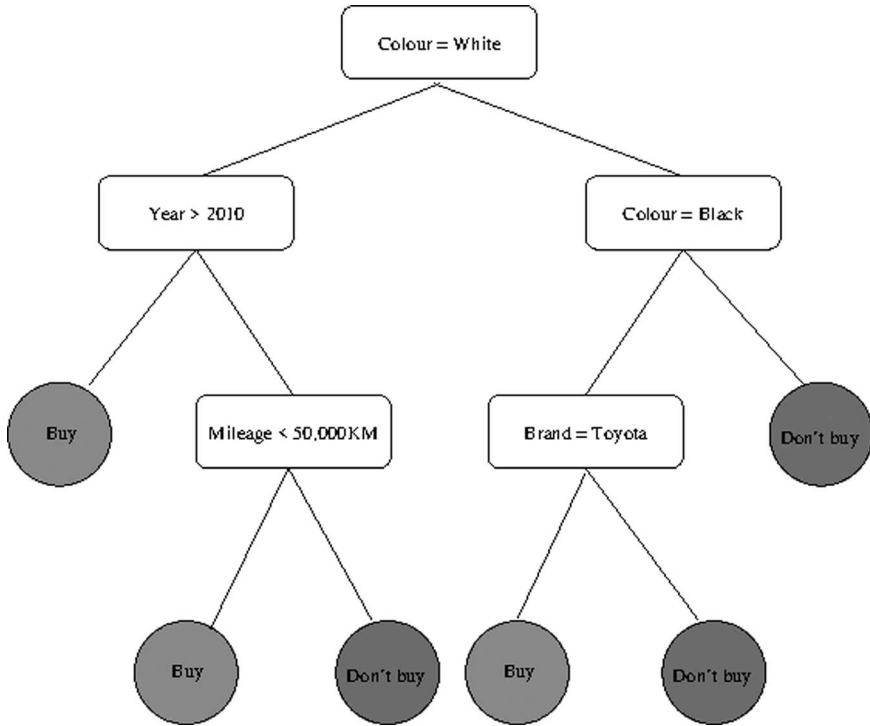 Colour = White
Year > 2010
Colour = Black
Buy
Mileage < 50,000KM
Brand = Toyota
Don't buy
Buy
Don't buy
Buy
Don't buy